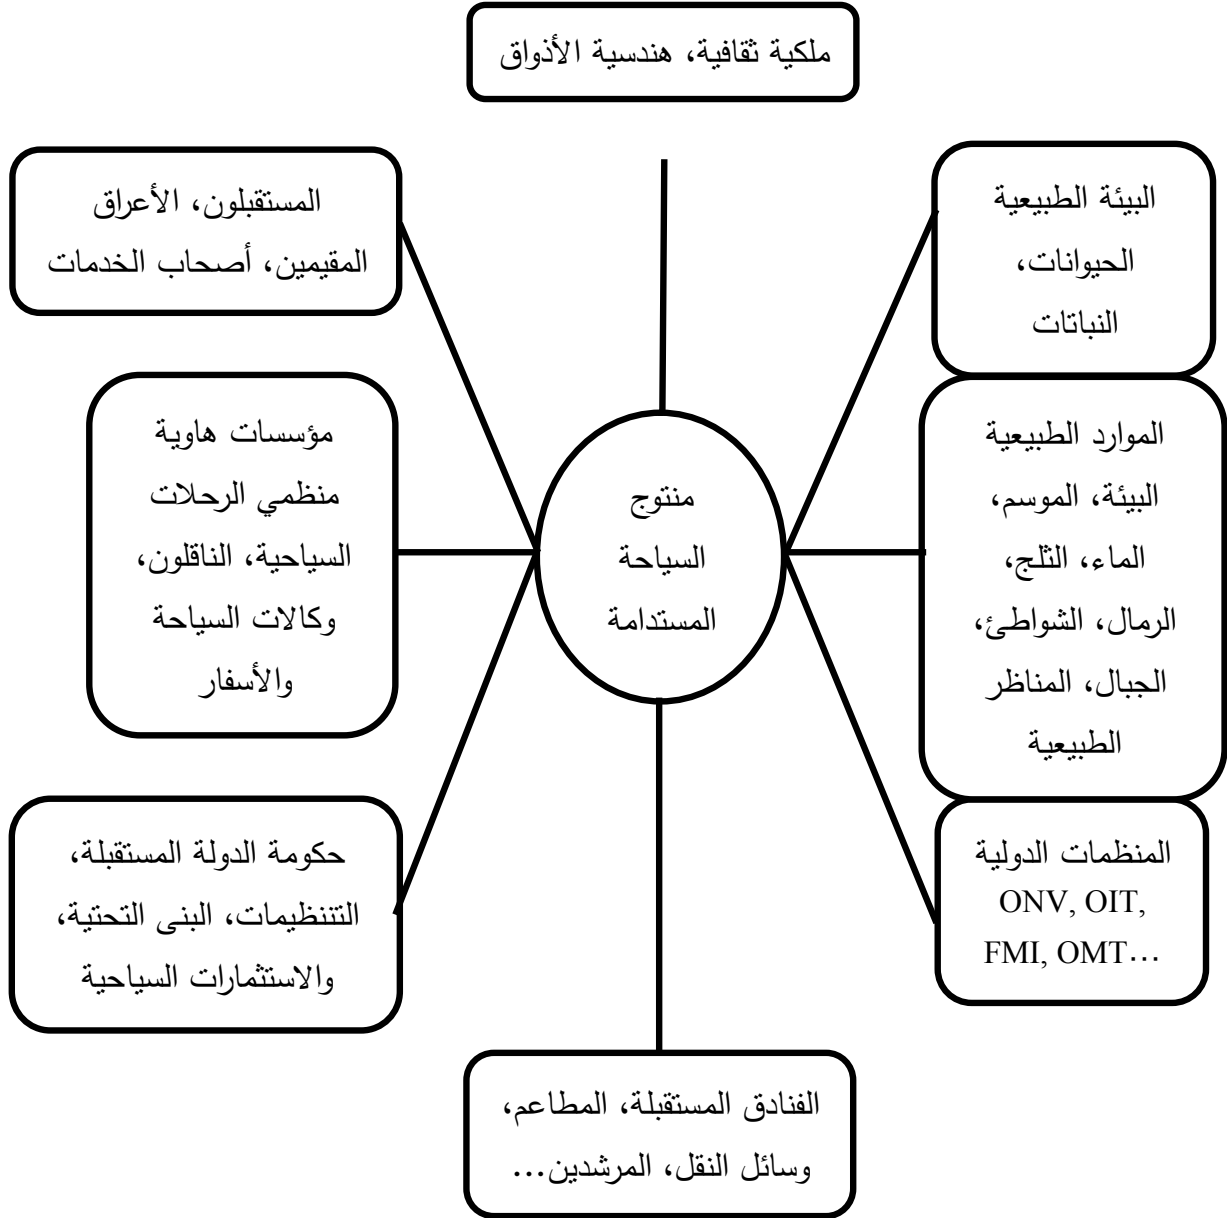 ملكية ثقافية، هندسية الأذواق
البيئة الطبيعية
الحيوانات،
النباتات
المستقبلون، الأعراق
المقيمين، أصحاب الخدمات
الموارد الطبيعية
البيئة، الموسم،
الماء، الثلج،
الرمال، الشواطئ،
الجبال، المناظر
الطبيعية
منتوج
السياحة
المستدامة
مؤسسات هاوية
منظمي الرحلات
السياحية، الناقلون،
وكالات السياحة
والأسفار
المنظمات الدولية
ONV, OIT,
FMI, OMT...
حكومة الدولة المستقبلة،
التنظيمات، البنى التحتية،
والاستثمارات السياحية
الفنادق المستقبلة، المطاعم،
وسائل النقل، المرشدين...